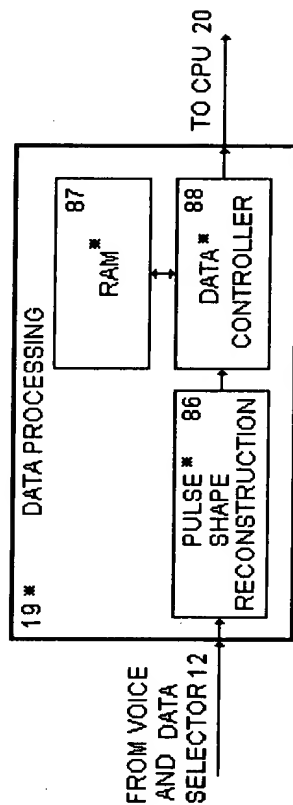 19* DATA PROCESSING
FROM VOICE
AND DATA
SELECTOR 12
86
PULSE*
SHAPE
RECONSTRUCTION
87
RAM*
88
DATA*
CONTROLLER
TO CPU 20